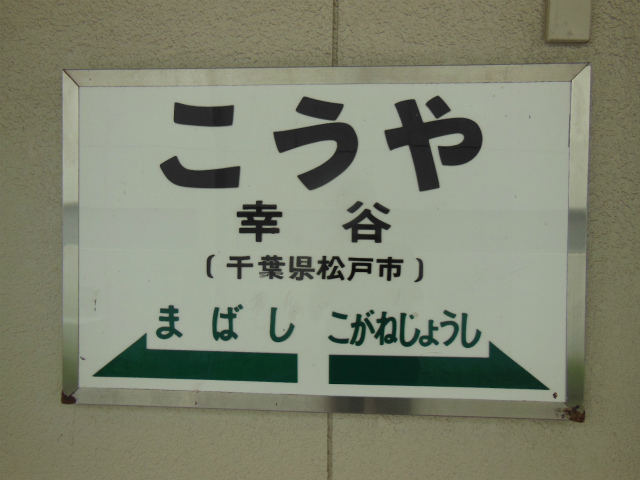 こうや
幸谷
(千葉県松戸市)
まばし こがねじょうし